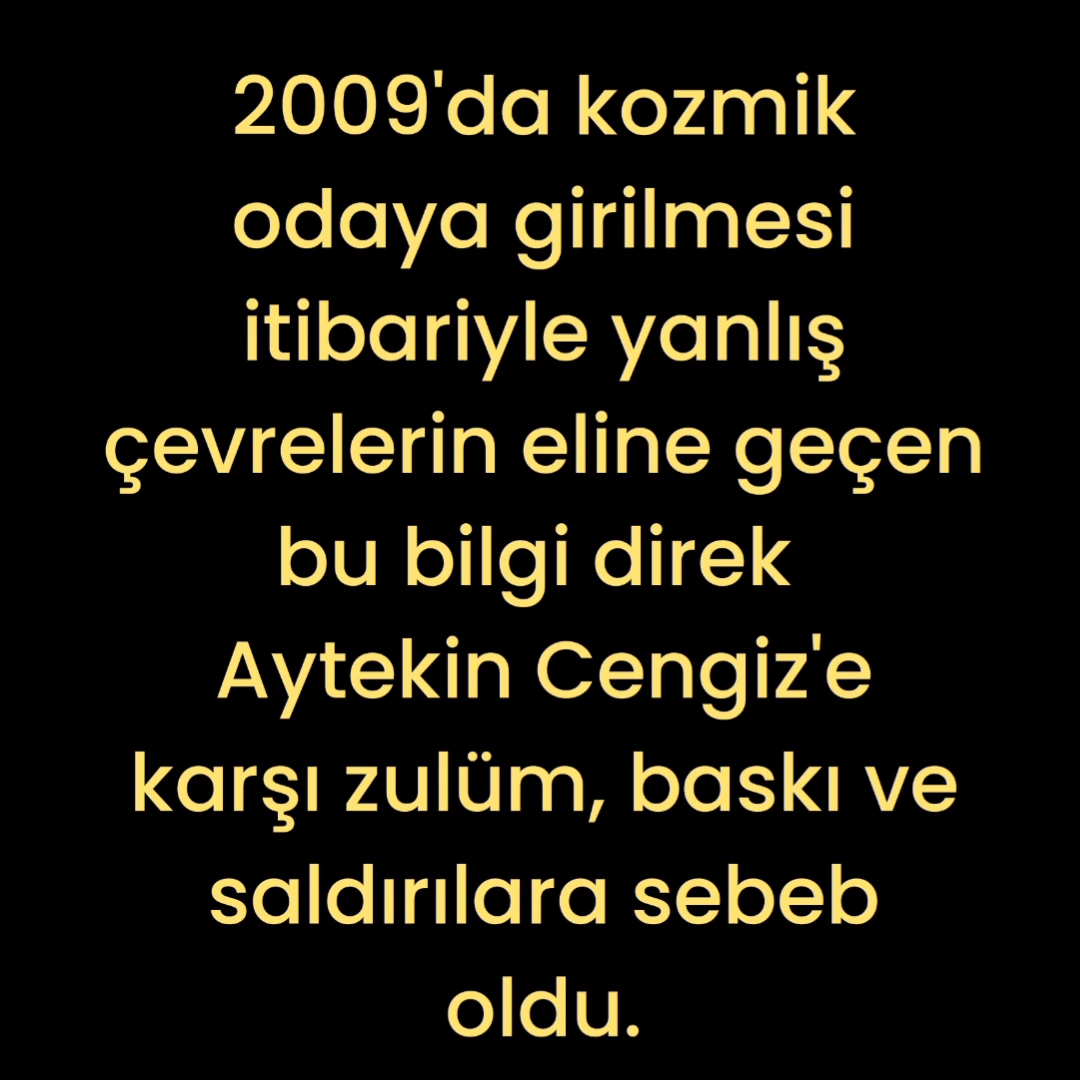 2009'da kozmik
odaya girilmesi
itibariyle yanlış
çevrelerin eline geçen
bu bilgi direk
Aytekin Cengiz'e
karşı zulüm, baskı ve
saldırılara sebeb
oldu.